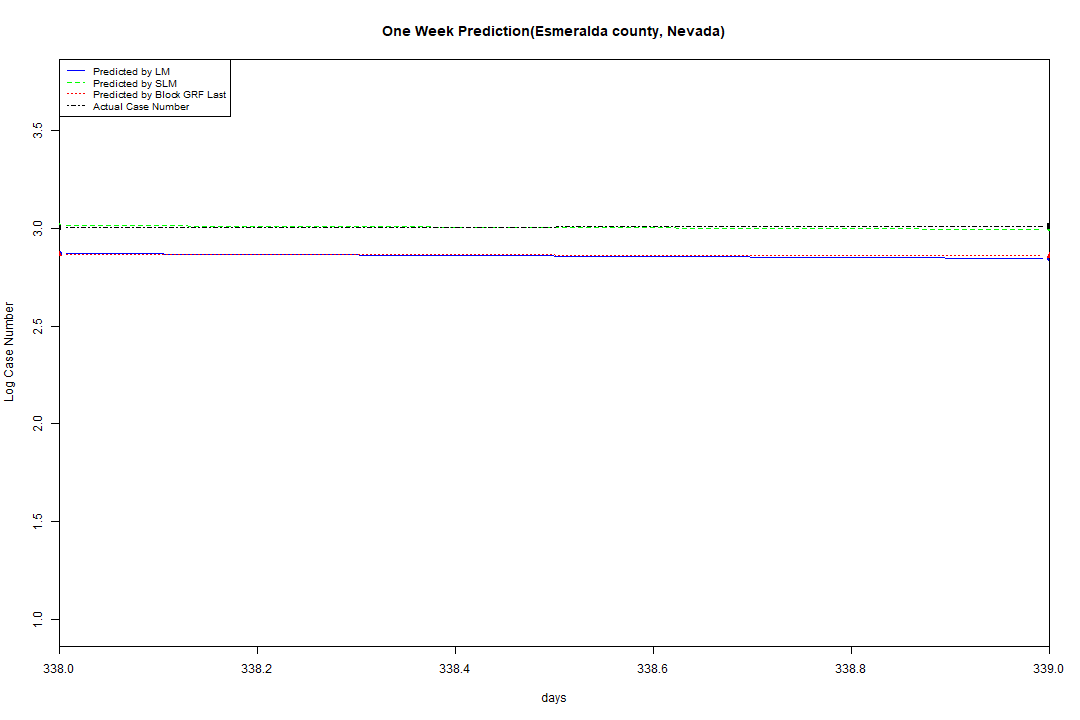 One Week Prediction(Esmeralda county, Nevada)
Predicted by LM
Predicted by SLM
Predicted by Block GRF Last
Actual Case Number
3.5
3.0
2.5
2.0
1.5
1.0
Log Case Number
338.0 338.2 338.4 338.6 338.8 339.0
days